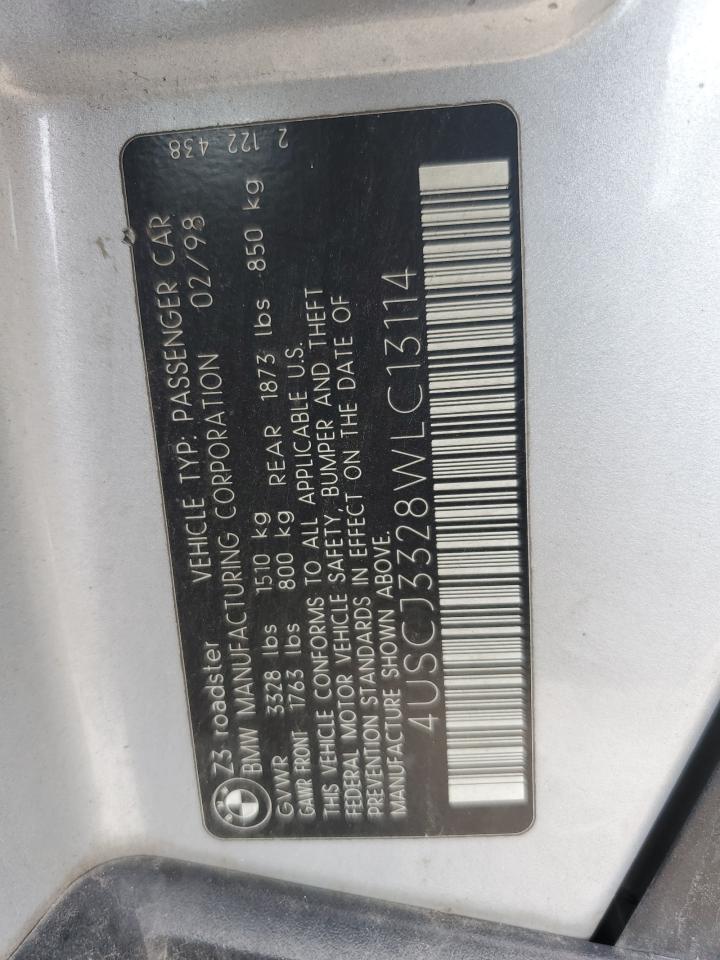 Z3 roadster VEHICLE TYP: PASSENGER CAR 2 122 438
BMW MANUFACTURING CORPORATION 02/98
GVWR 3328 lbs 1510 kg
GAWR FRONT 1763 lbs 800 kg REAR 1873 lbs 850 kg
THIS VEHICLE CONFORMS TO ALL APPLICABLE U.S.
FEDERAL MOTOR VEHICLE SAFETY, BUMPER AND THEFT
PREVENTION STANDARDS IN EFFECT ON THE DATE OF
MANUFACTURE SHOWN ABOVE.
4USCJ3328WLC13114